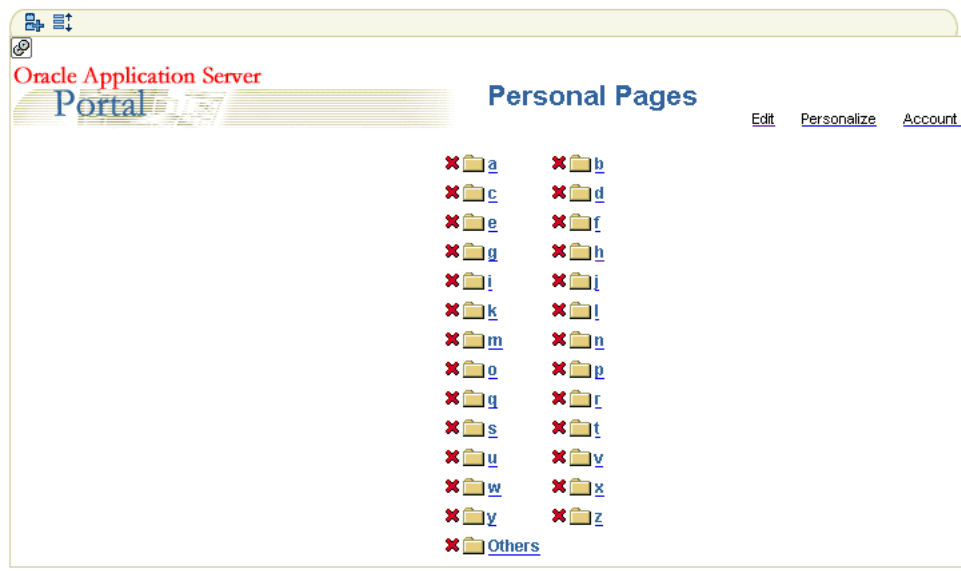 Oracle Application Server
Portal
Personal Pages
Edit Personalize Account
a b
c d
e f
g h
i j
k l
m n
o p
q r
s t
u v
w x
y z
Others